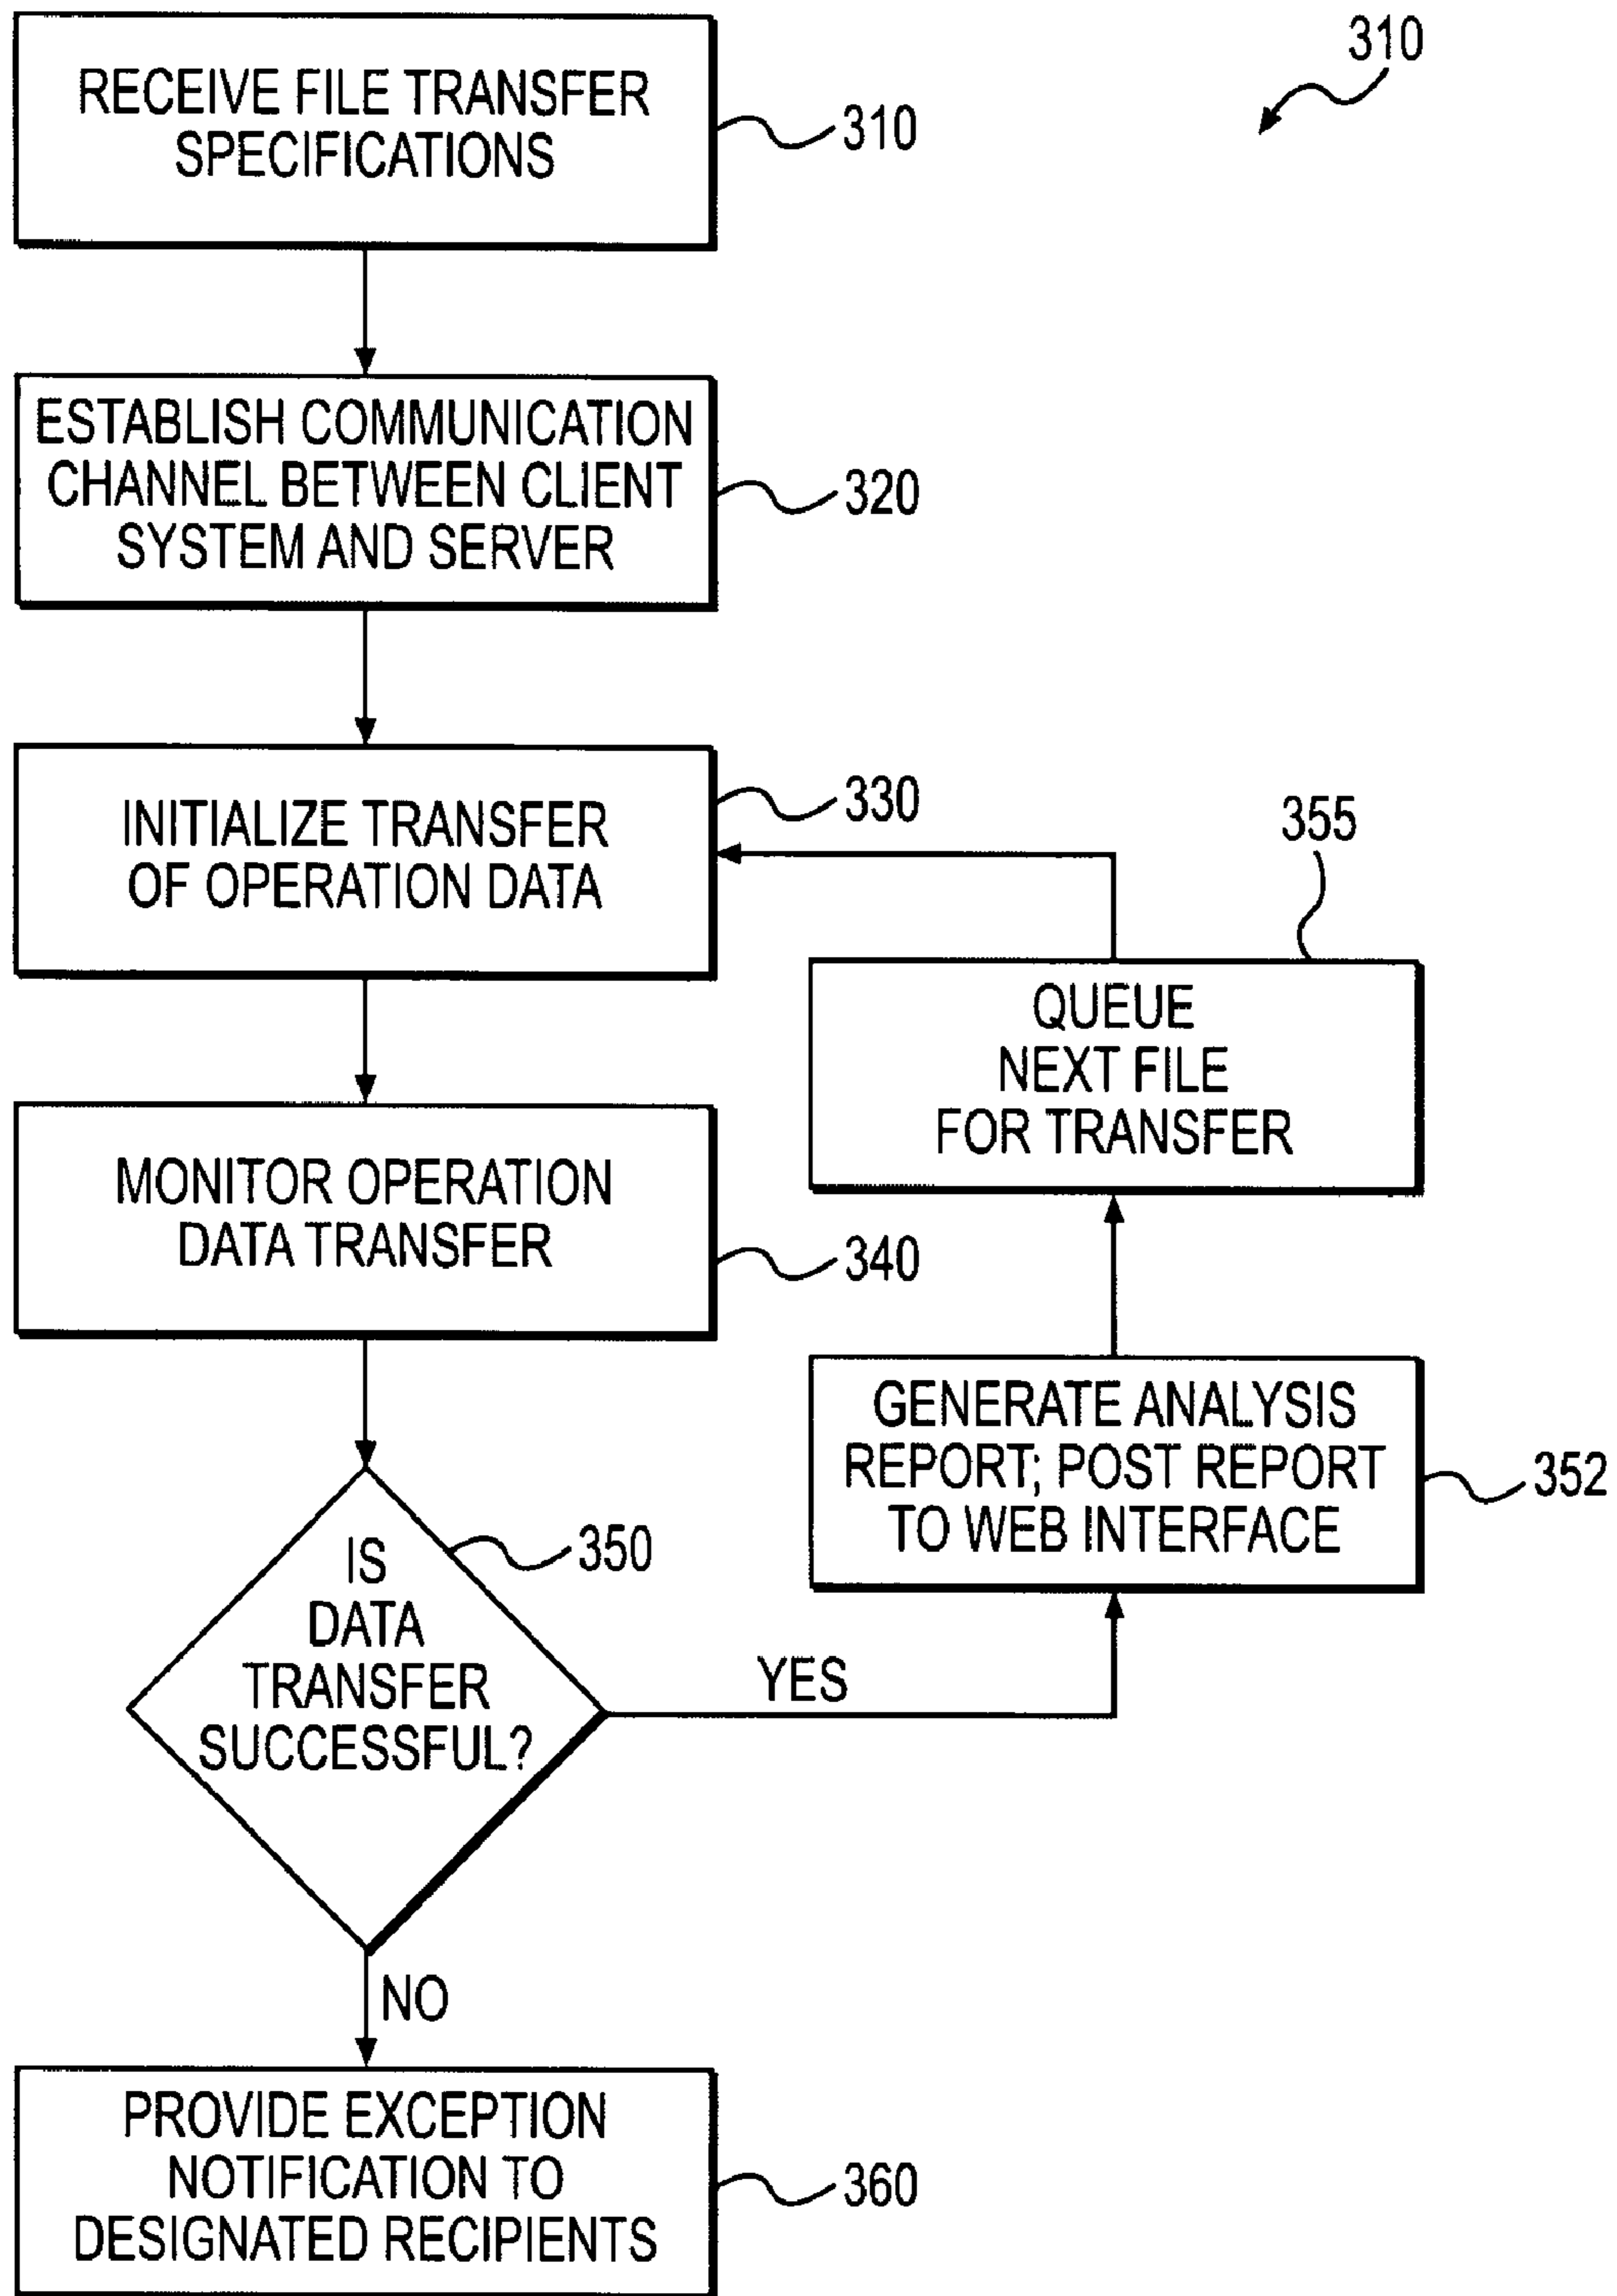 310
RECEIVE FILE TRANSFER
SPECIFICATIONS
310
ESTABLISH COMMUNICATION
CHANNEL BETWEEN CLIENT
SYSTEM AND SERVER
320
INITIALIZE TRANSFER
OF OPERATION DATA
330
MONITOR OPERATION
DATA TRANSFER
340
IS
DATA
TRANSFER
SUCCESSFUL?
350
YES
GENERATE ANALYSIS
REPORT; POST REPORT
TO WEB INTERFACE
352
355
QUEUE
NEXT FILE
FOR TRANSFER
NO
PROVIDE EXCEPTION
NOTIFICATION TO
DESIGNATED RECIPIENTS
360